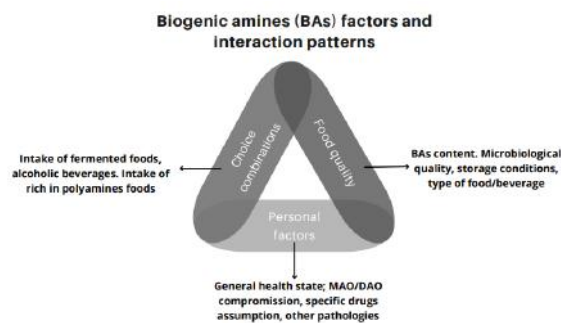 Biogenic amines (BAs) factors and
interaction patterns
Choice
combinations
Food quality
Intake of fermented foods,
alcoholic beverages. Intake of
rich in polyamines foods
BAs content. Microbiological
quality, storage conditions,
type of food/beverage
Personal
factors
General health state; MAO/DAO
compromission, specific drugs
assumption, other pathologies